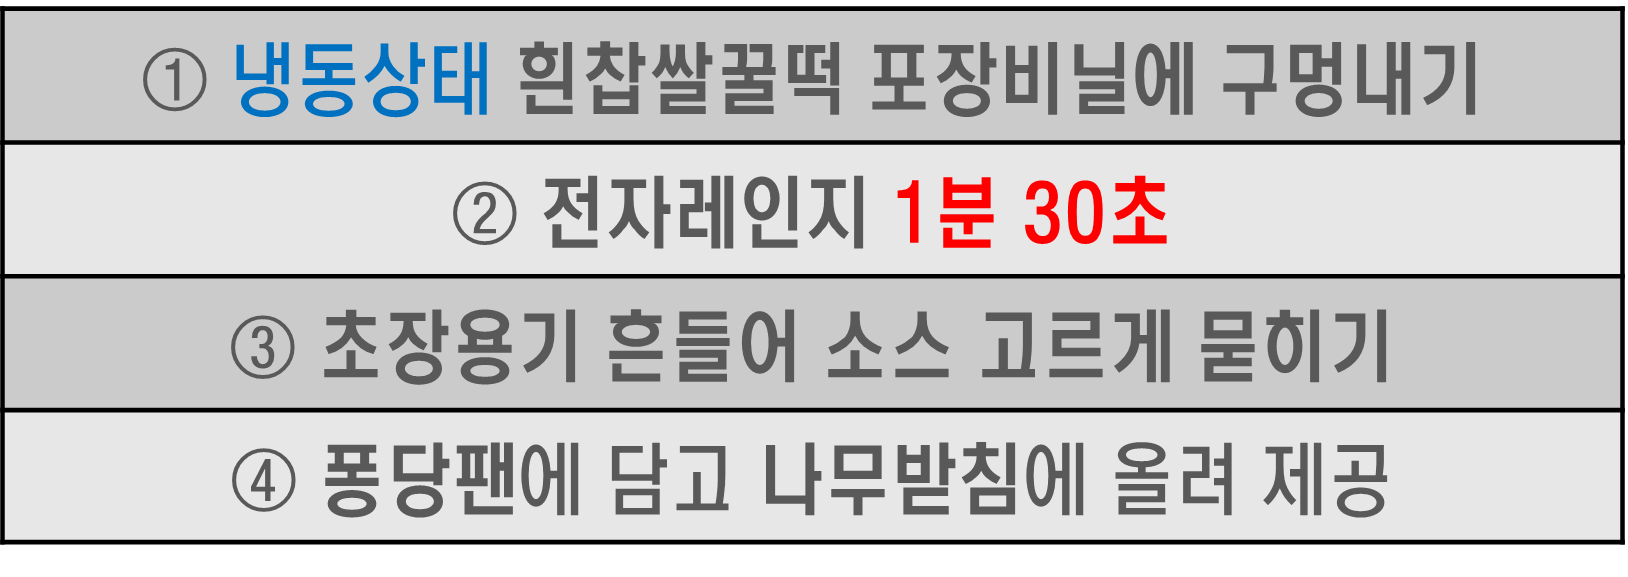 ① 냉동상태 흰찹쌀꿀떡 포장비닐에 구멍내기
② 전자레인지 1분 30초
③ 초장용기 흔들어 소스 고르게 묻히기
④ 퐁당팬에 담고 나무받침에 올려 제공